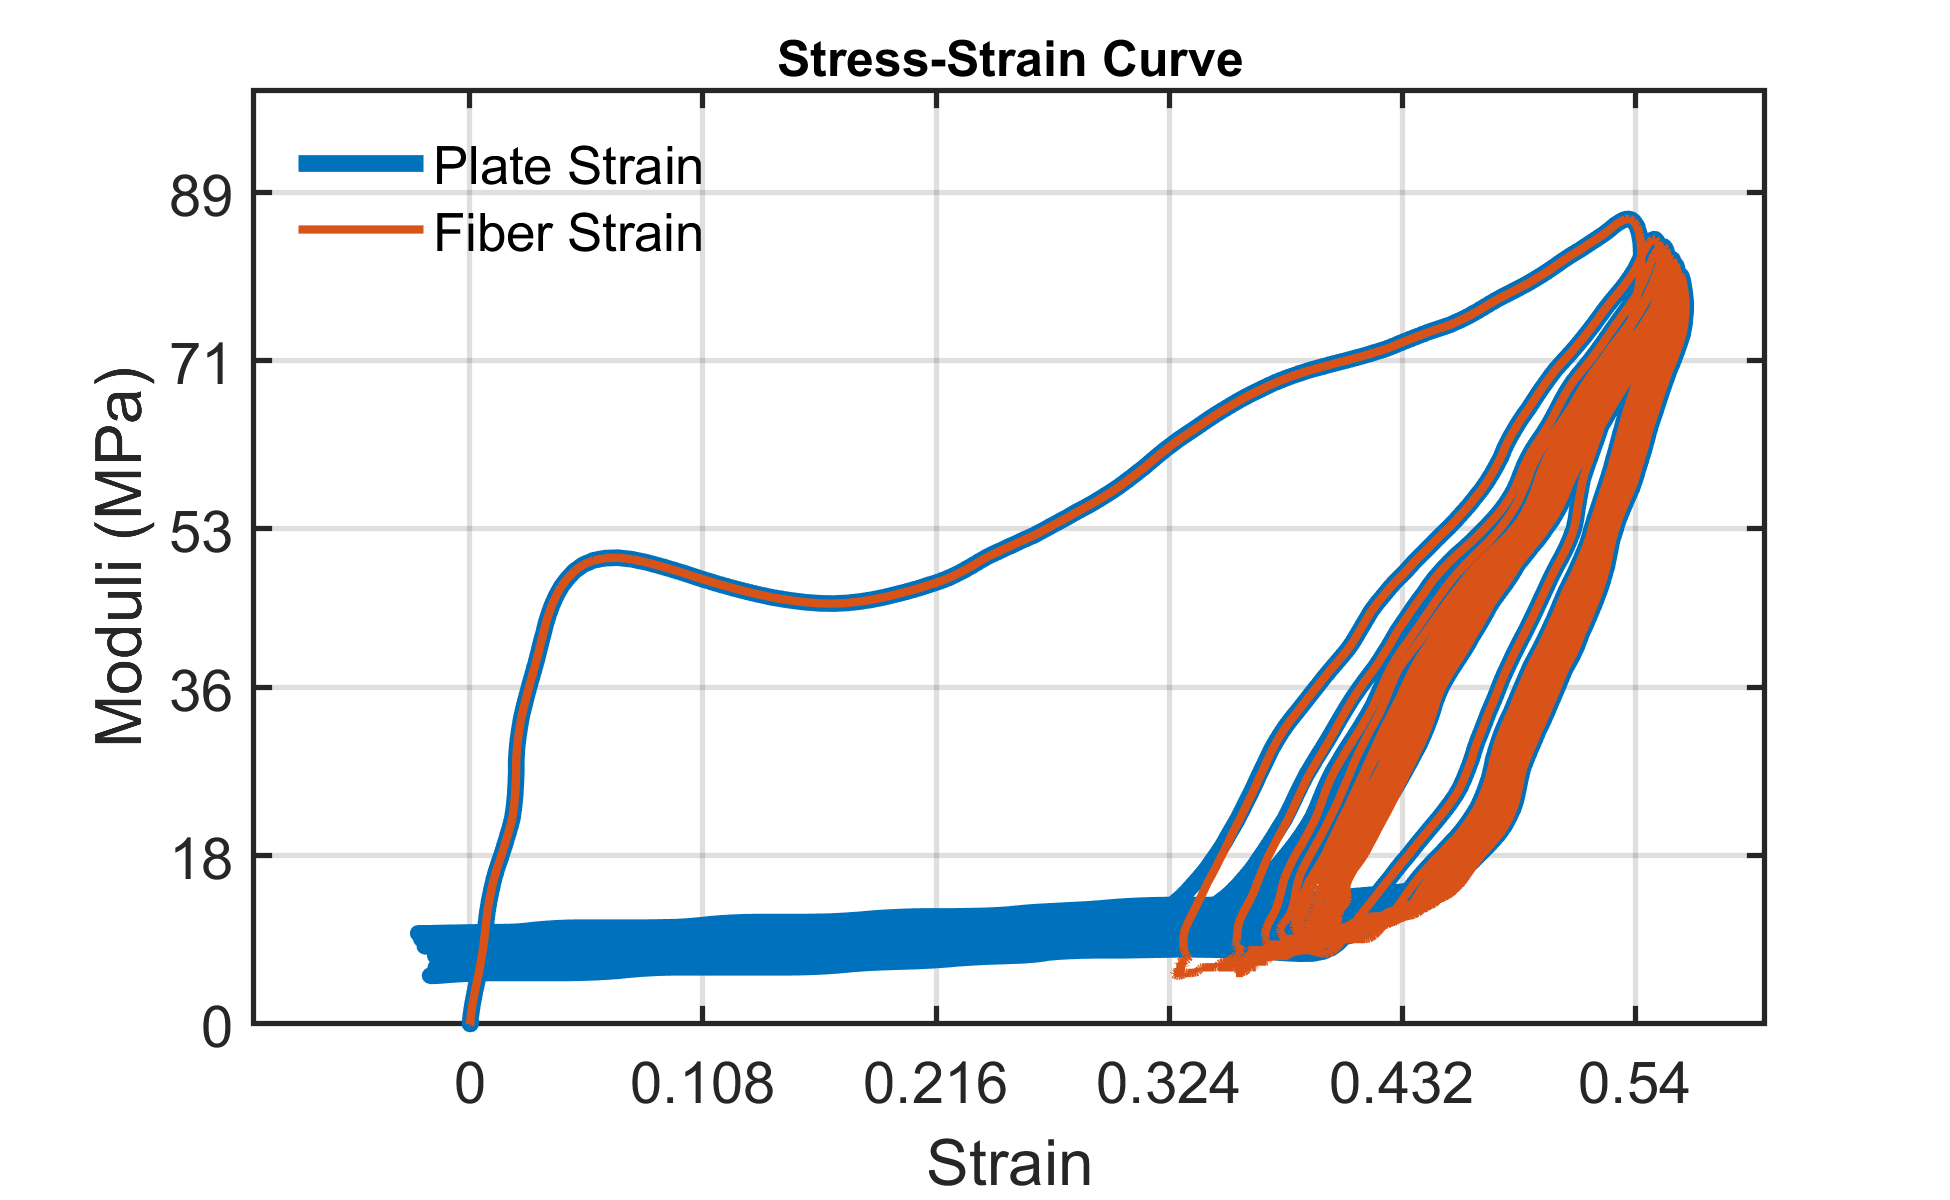 Stress-Strain Curve
Plate Strain
Fiber Strain
89
71
53
36
18
0
Moduli (MPa)
0 0.108 0.216 0.324 0.432 0.54
Strain